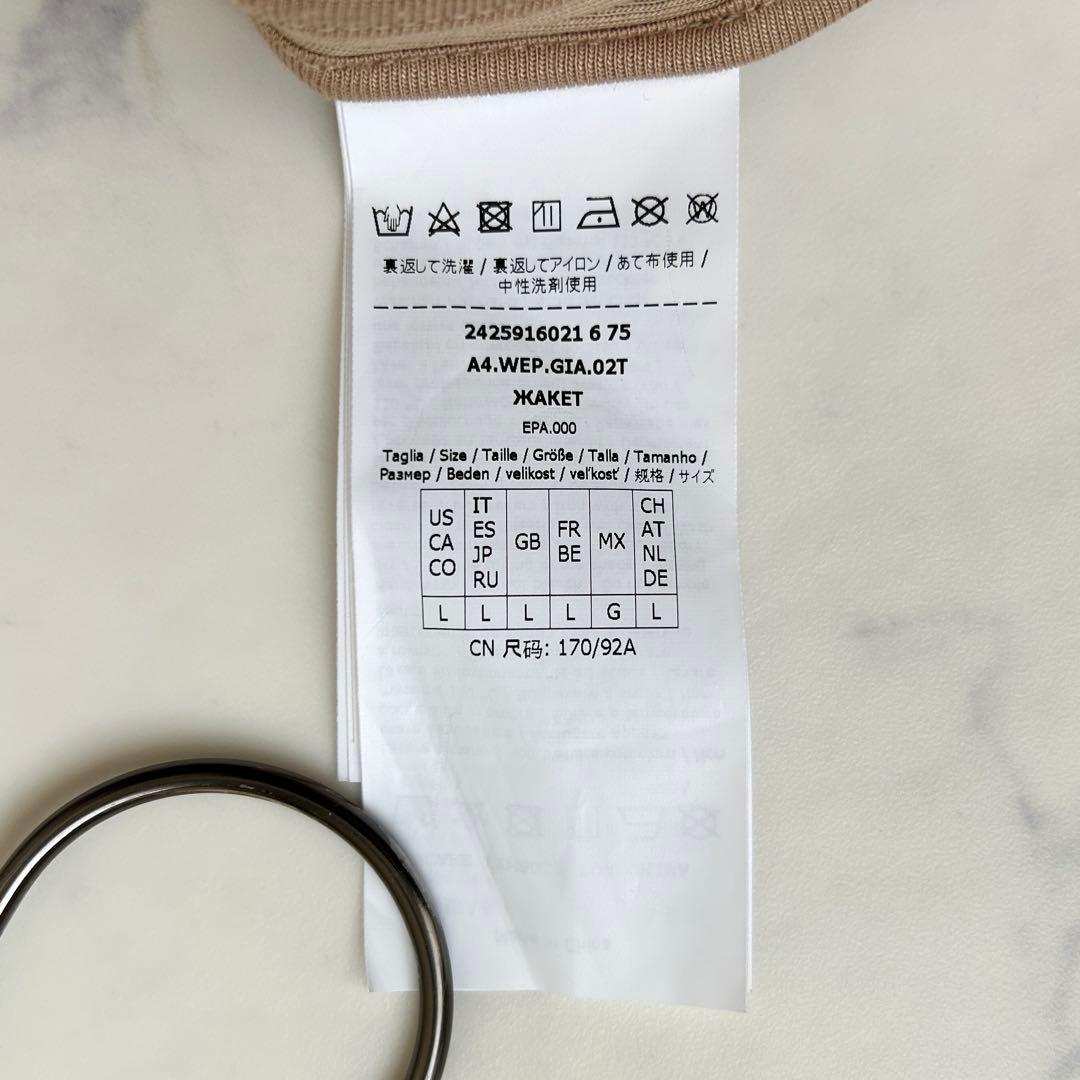 裏返して洗濯 / 裏返してアイロン / あて布使用 /
中性洗剤使用
2425916021 6 75
A4.WEP.GIA.02T
ЖАКЕТ
EPA.000
Taglia / Size / Taille / Größe / Talla / Tamanho /
Размер / Beden / velikost / veľkosť / 规格 / サイズ
US CA CO
IT ES JP RU
GB
FR BE
MX
CH AT NL DE
L L L L G L
CN 尺码: 170/92A